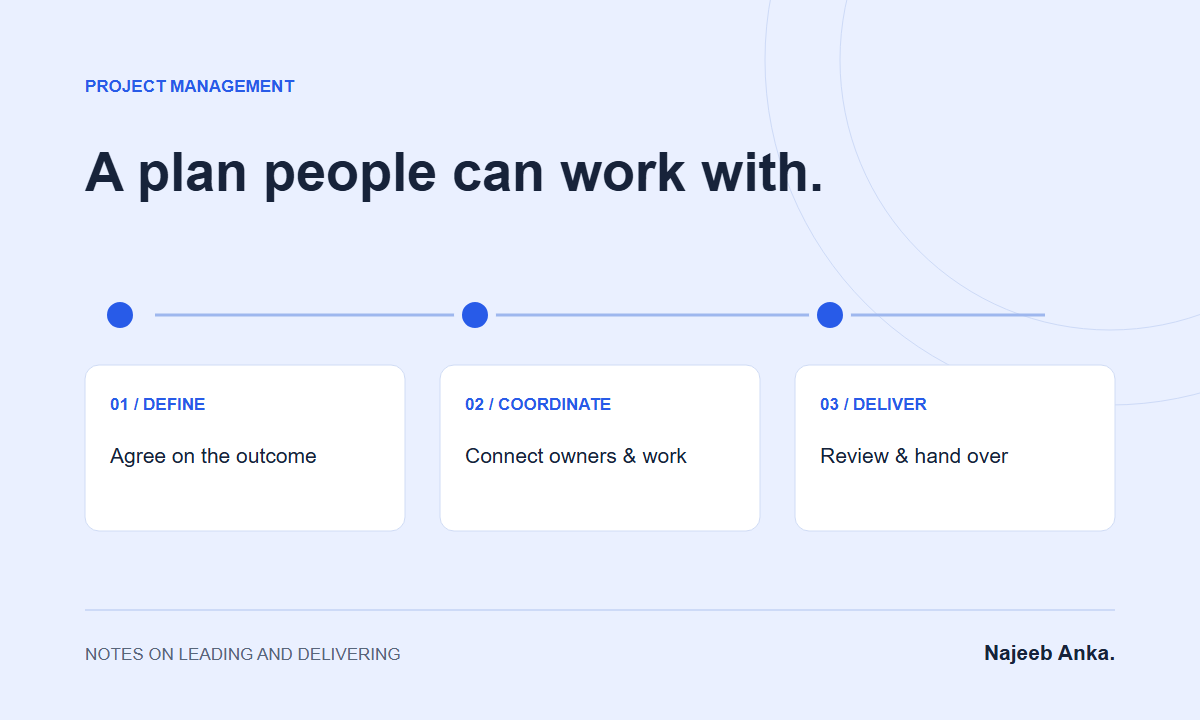 PROJECT MANAGEMENT
A plan people can work with.
01 / DEFINE
Agree on the outcome
02 / COORDINATE
Connect owners & work
03 / DELIVER
Review & hand over
NOTES ON LEADING AND DELIVERING
Najeeb Anka.